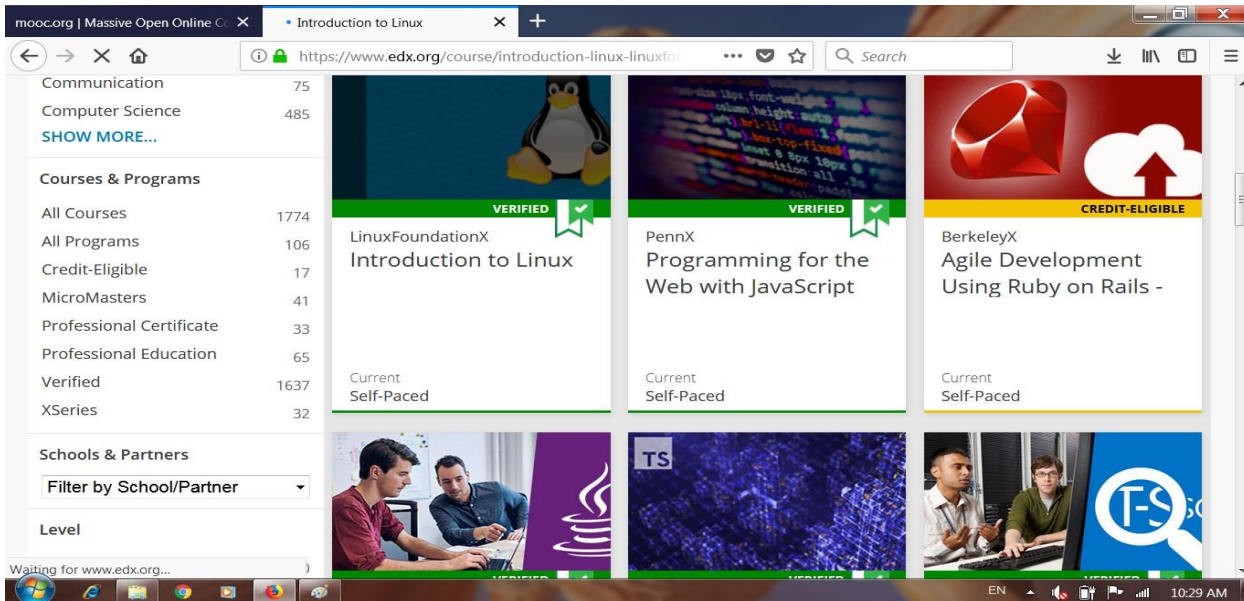 mooc.org | Massive Open Online Co
• Introduction to Linux
https://www.edx.org/course/introduction-linux-linuxfo
Search
Communication 75
Computer Science 485
SHOW MORE...
Courses & Programs
All Courses 1774
All Programs 106
Credit-Eligible 17
MicroMasters 41
Professional Certificate 33
Professional Education 65
Verified 1637
XSeries 32
Schools & Partners
Filter by School/Partner
Level
Waiting for www.edx.org...
VERIFIED
LinuxFoundationX
Introduction to Linux
Current
Self-Paced
VERIFIED
PennX
Programming for the
Web with JavaScript
Current
Self-Paced
CREDIT-ELIGIBLE
BerkeleyX
Agile Development
Using Ruby on Rails -
Current
Self-Paced
VERIFIED
TS
VERIFIED
T-S
VERIFIED
EN
10:29 AM